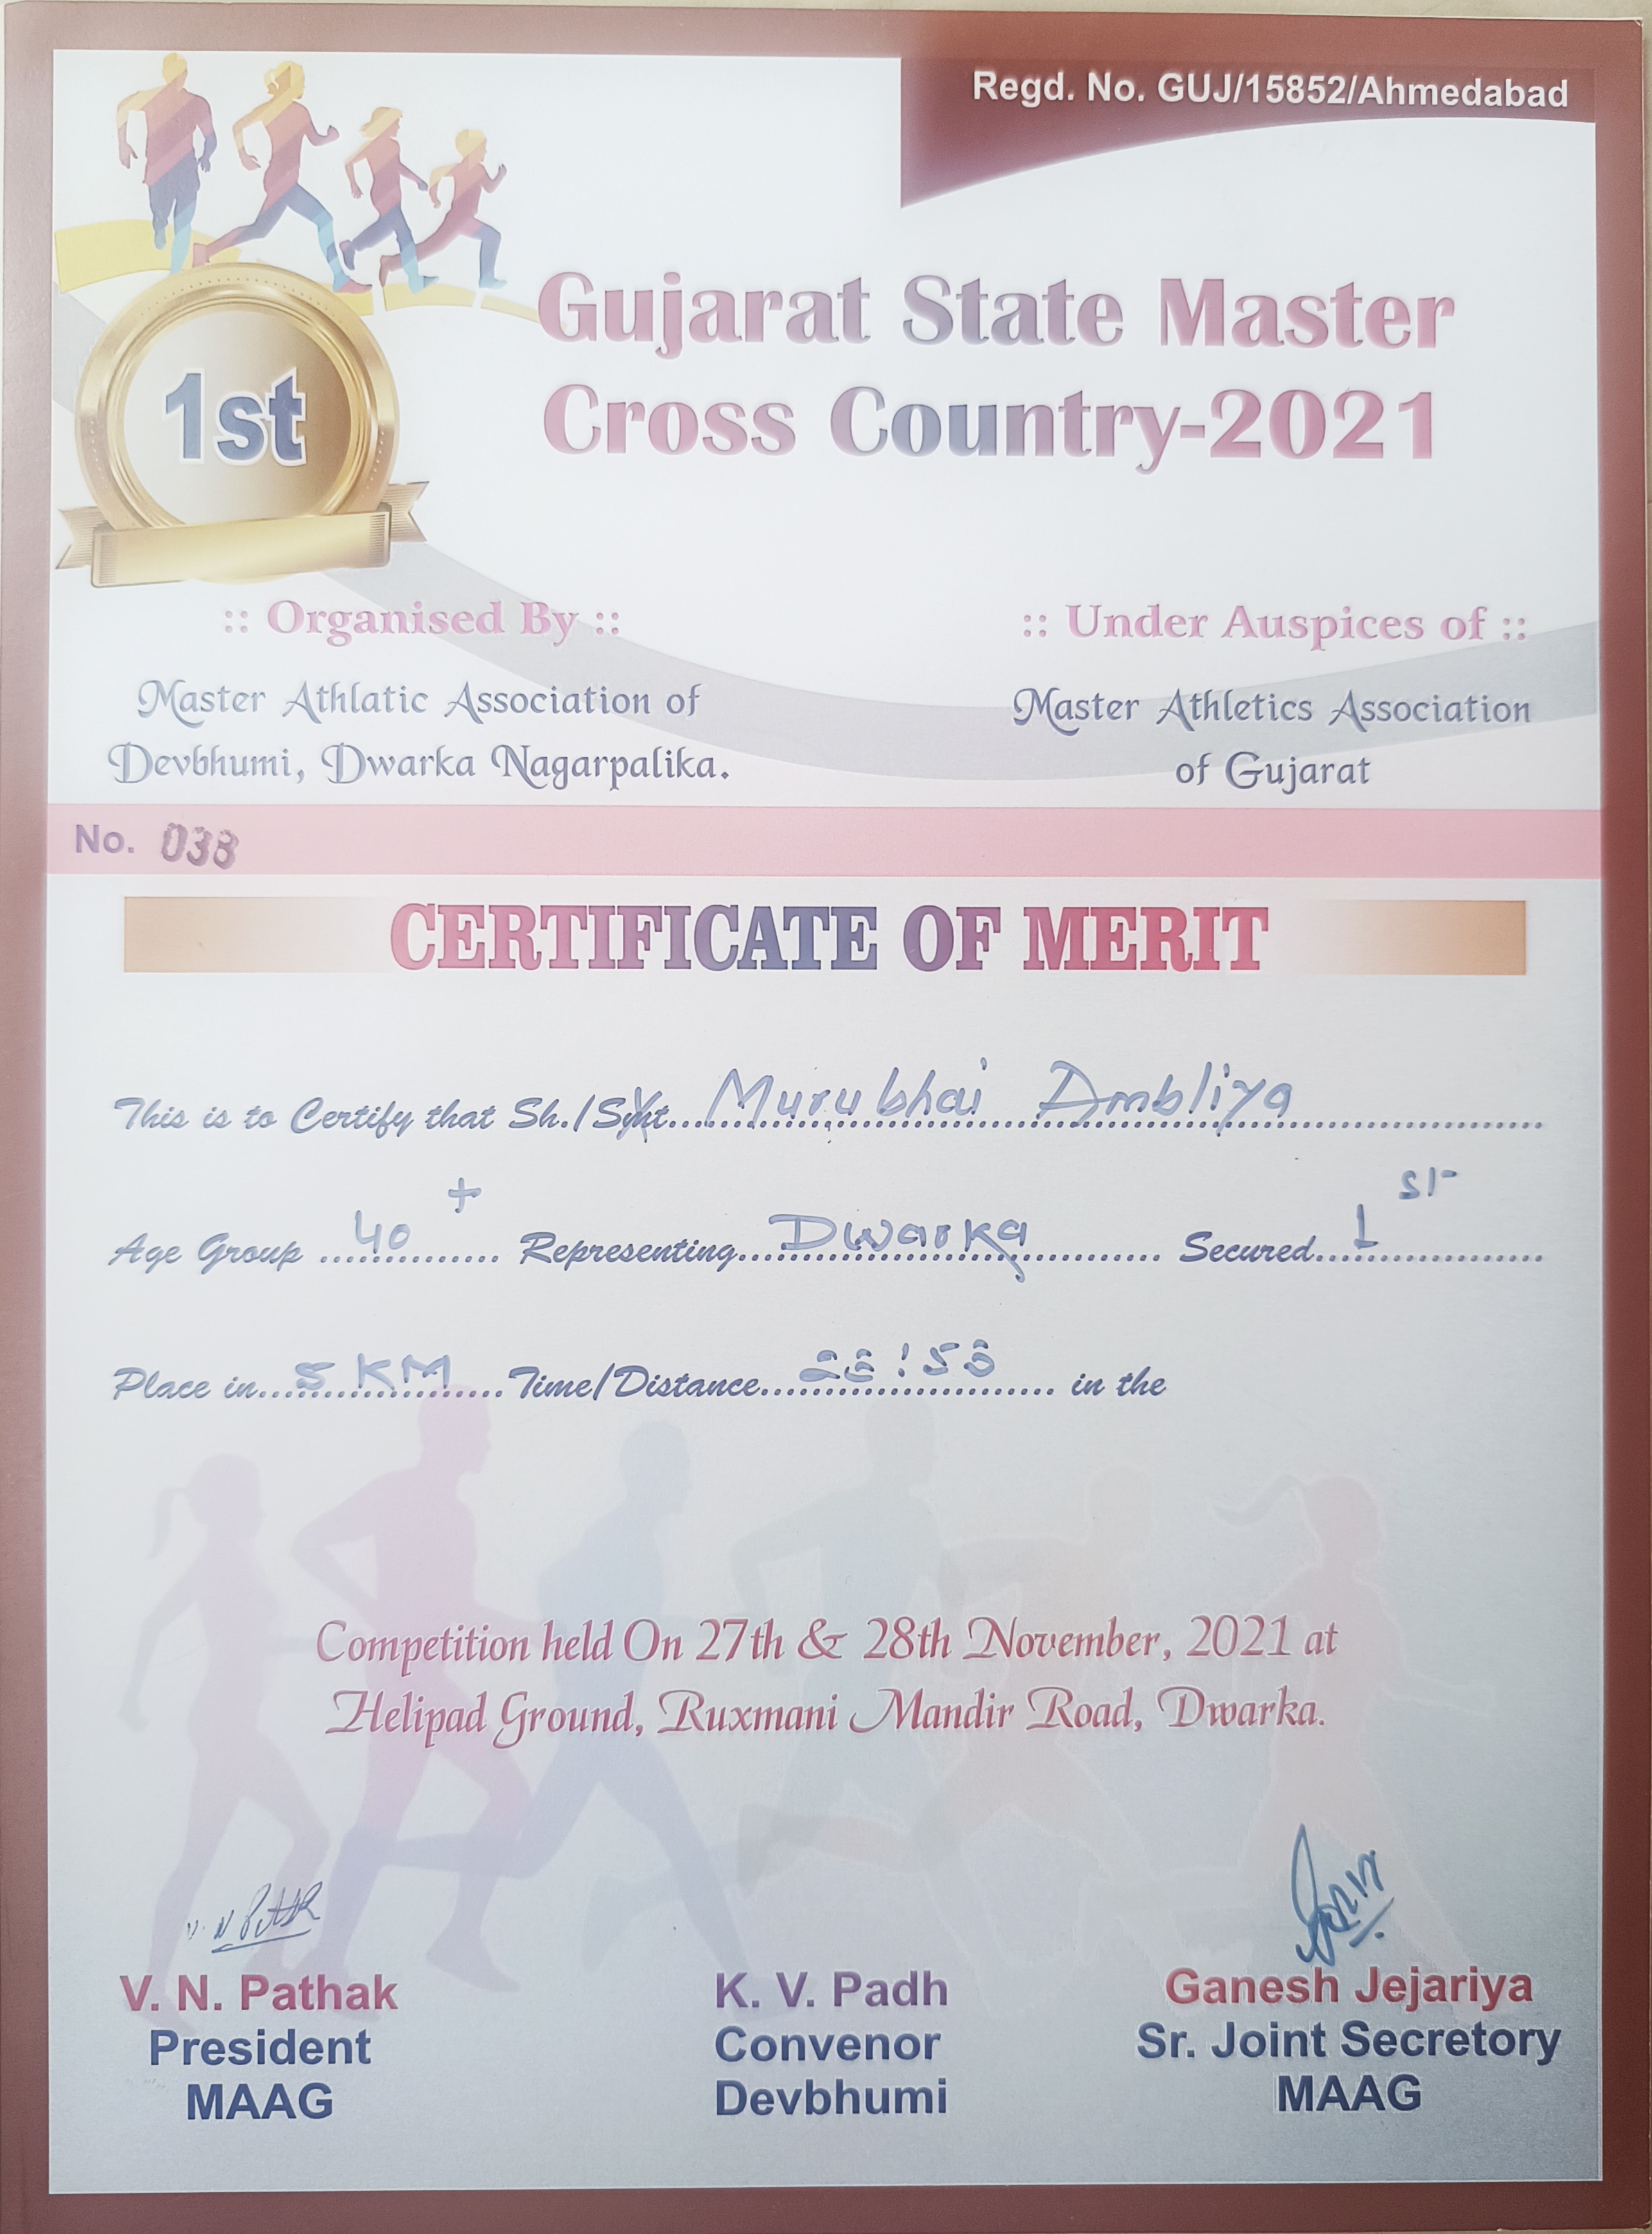 Regd. No. GUJ/15852/Ahmedabad
1st
Gujarat State Master
Cross Country-2021
:: Organised By ::
Master Athlatic Association of
Devbhumi, Dwarka Nagarpalika.
:: Under Auspices of ::
Master Athletics Association
of Gujarat
No. 038
CERTIFICATE OF MERIT
This is to Certify that Sh./Smt. Murubhai Ambliya
Age Group 40+ Representing Dwarka Secured 1st
Place in 5 KM Time/Distance in the
Competition held On 27th & 28th November, 2021 at
Helipad Ground, Ruxmani Mandir Road, Dwarka.
V. N. Pathak
President
MAAG
K. V. Padh
Convenor
Devbhumi
Ganesh Jejariya
Sr. Joint Secretory
MAAG